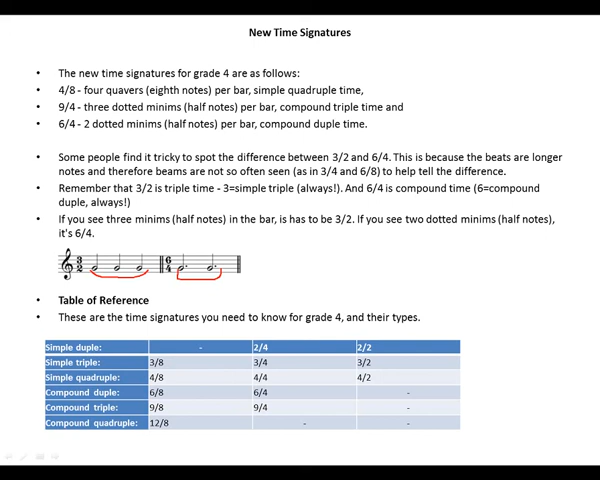 New Time Signatures
• The new time signatures for grade 4 are as follows:
• 4/8 - four quavers (eighth notes) per bar, simple quadruple time,
• 9/4 - three dotted minims (half notes) per bar, compound triple time and
• 6/4 - 2 dotted minims (half notes) per bar, compound duple time.
• Some people find it tricky to spot the difference between 3/2 and 6/4. This is because the beats are longer
notes and therefore beams are not so often seen (as in 3/4 and 6/8) to help tell the difference.
• Remember that 3/2 is triple time - 3=simple triple (always!). And 6/4 is compound time (6=compound
duple, always!)
• If you see three minims (half notes) in the bar, is has to be 3/2. If you see two dotted minims (half notes),
it's 6/4.
3 6
2 4
• Table of Reference
• These are the time signatures you need to know for grade 4, and their types.
Simple duple: - 2/4 2/2
Simple triple: 3/8 3/4 3/2
Simple quadruple: 4/8 4/4 4/2
Compound duple: 6/8 6/4 -
Compound triple: 9/8 9/4 -
Compound quadruple: 12/8 - -